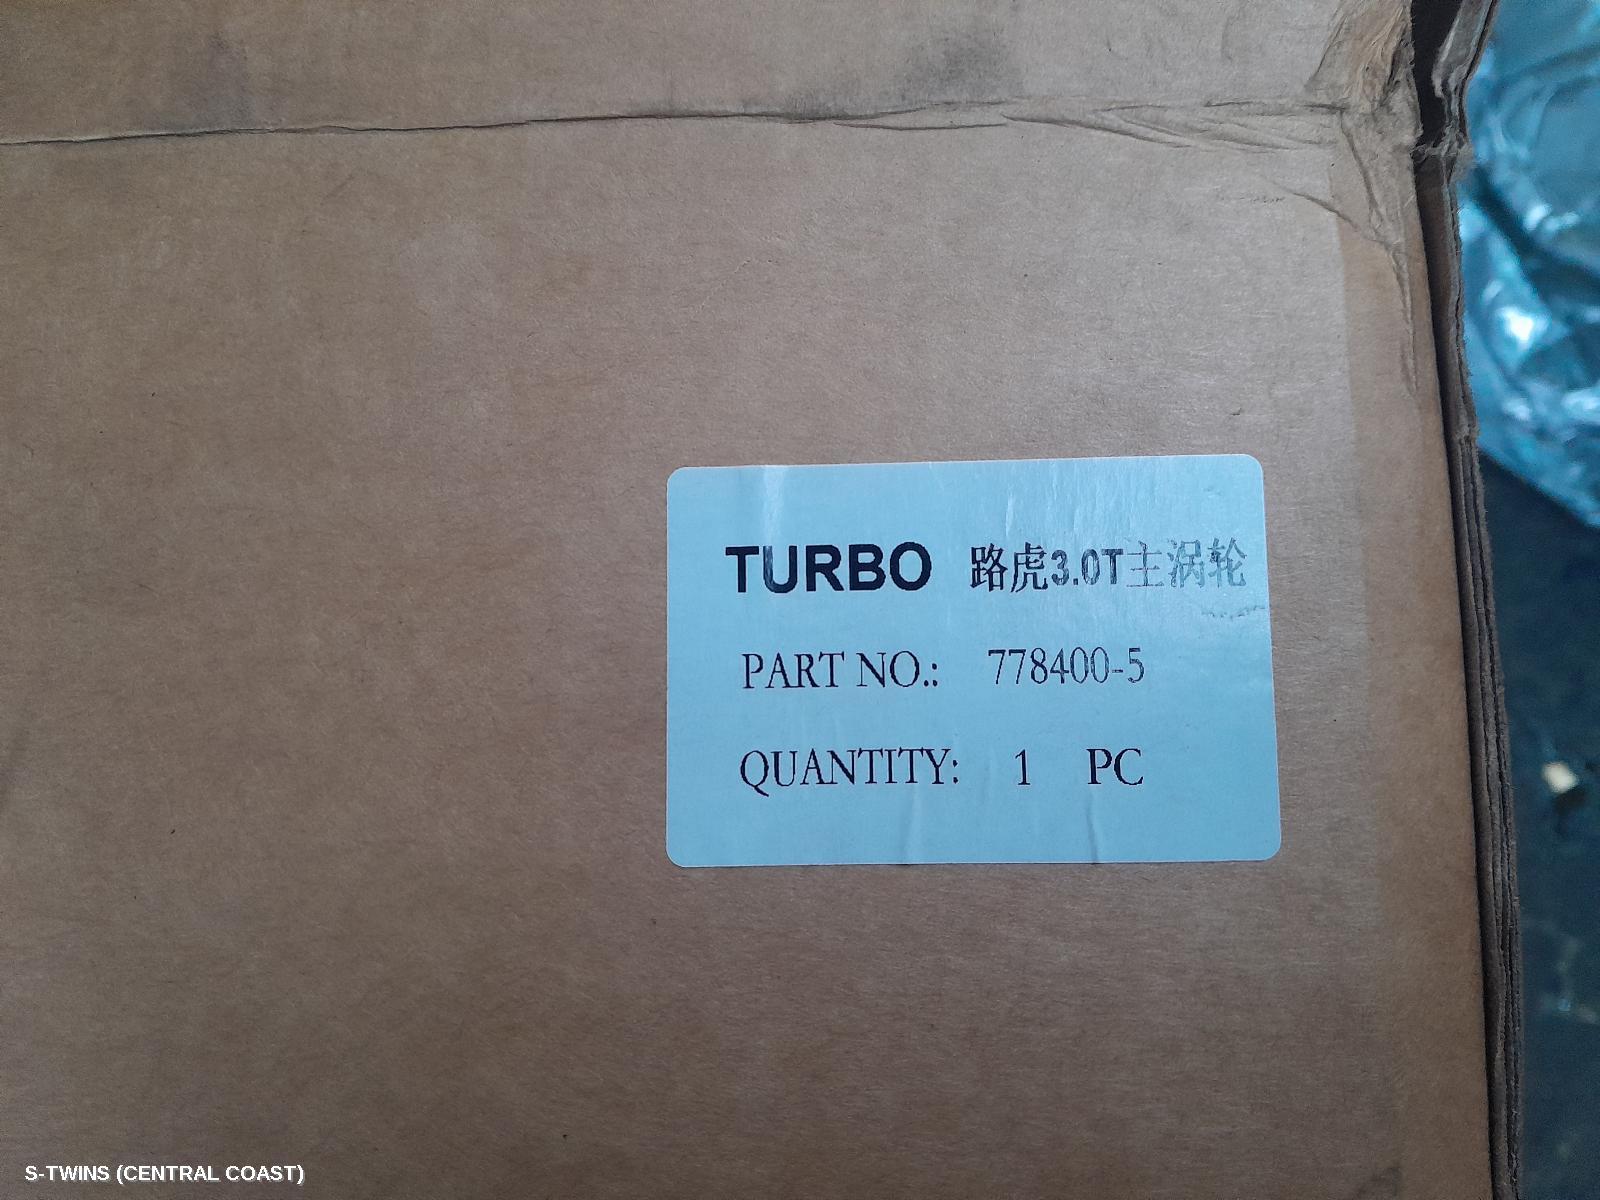 TURBO 路虎3.0T主涡轮
PART NO.: 778400-5
QUANTITY: 1 PC
S-TWINS (CENTRAL COAST)